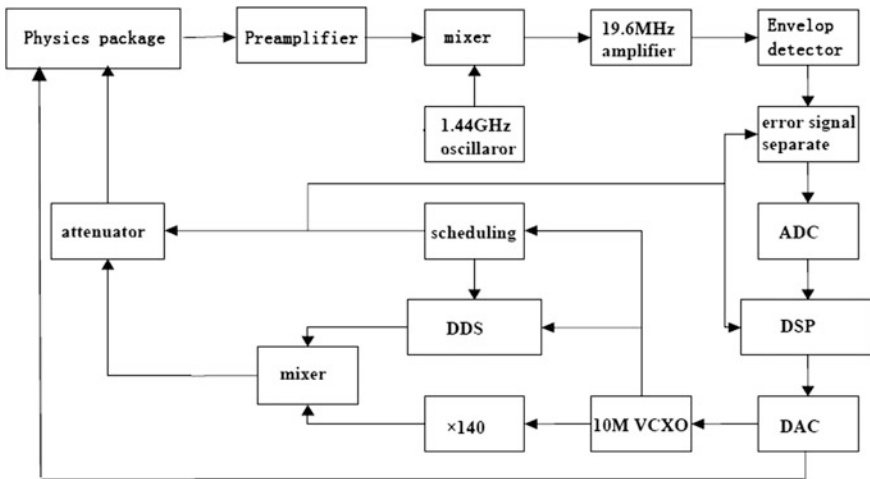 Physics package
Preamplifier
mixer
19.6MHz
amplifier
Envelop
detector
1.44GHz
oscillaror
error signal
separate
attenuator
scheduling
ADC
DDS
DSP
mixer
×140
10M VCXO
DAC